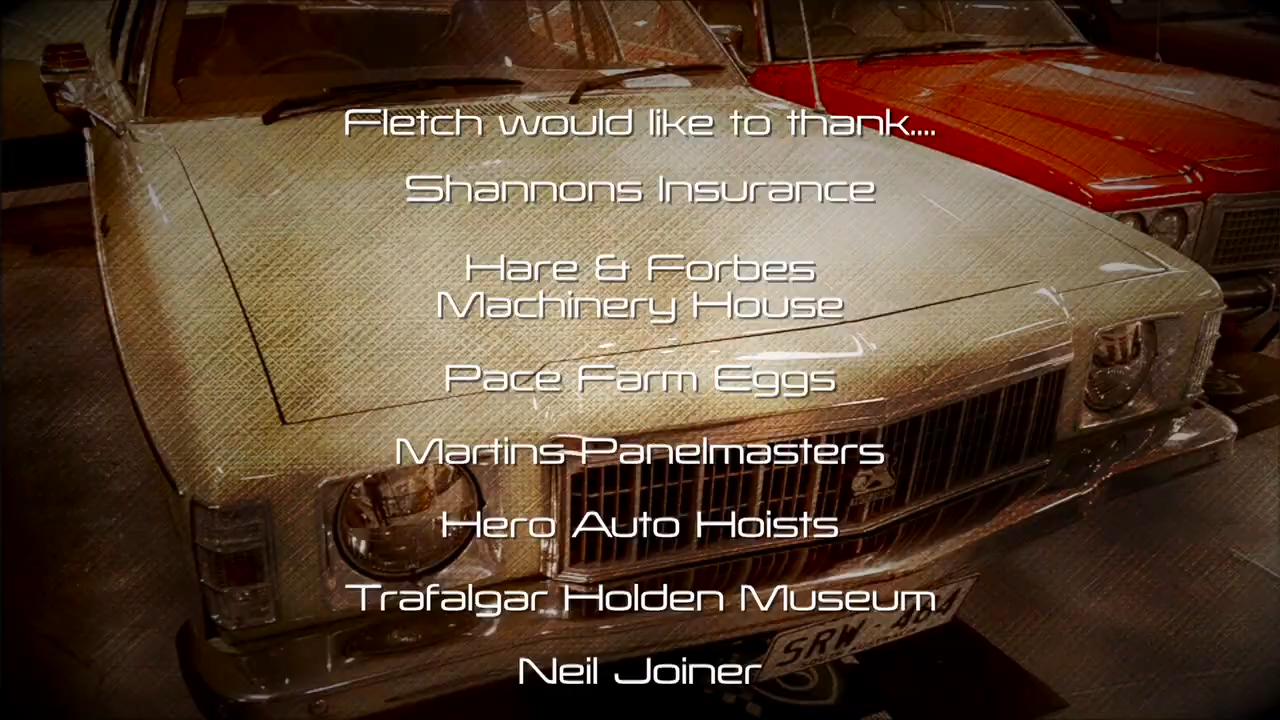 Fletch would like to thank....
Shannons Insurance
Hare & Forbes
Machinery House
Pace Farm Eggs
Martins Panelmasters
Hero Auto Hoists
Trafalgar Holden Museum
SRW
Neil Joiner